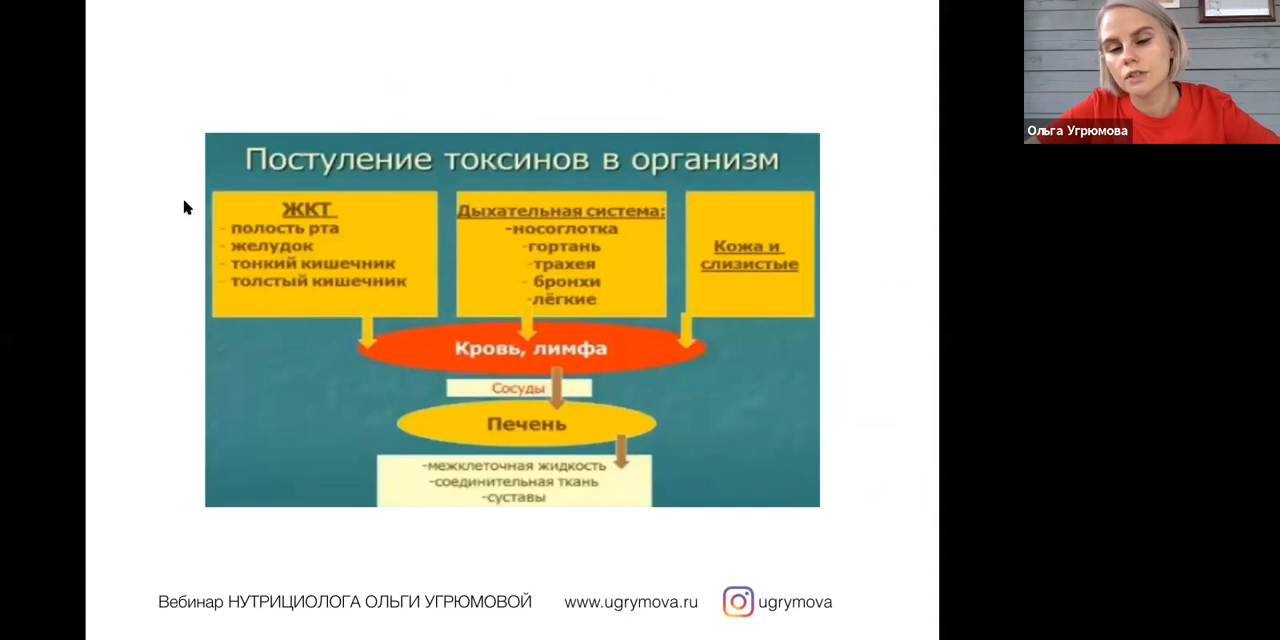 Ольга Угрюмова
Постуление токсинов в организм
ЖКТ
- полость рта
- желудок
- тонкий кишечник
- толстый кишечник
Дыхательная система:
-носоглотка
-гортань
-трахея
- бронхи
-лёгкие
Кожа и
слизистые
Кровь, лимфа
Сосуды
Печень
-межклеточная жидкость
-соединительная ткань
-суставы
Вебинар НУТРИЦИОЛОГА ОЛЬГИ УГРЮМОВОЙ www.ugrymova.ru ugrymova